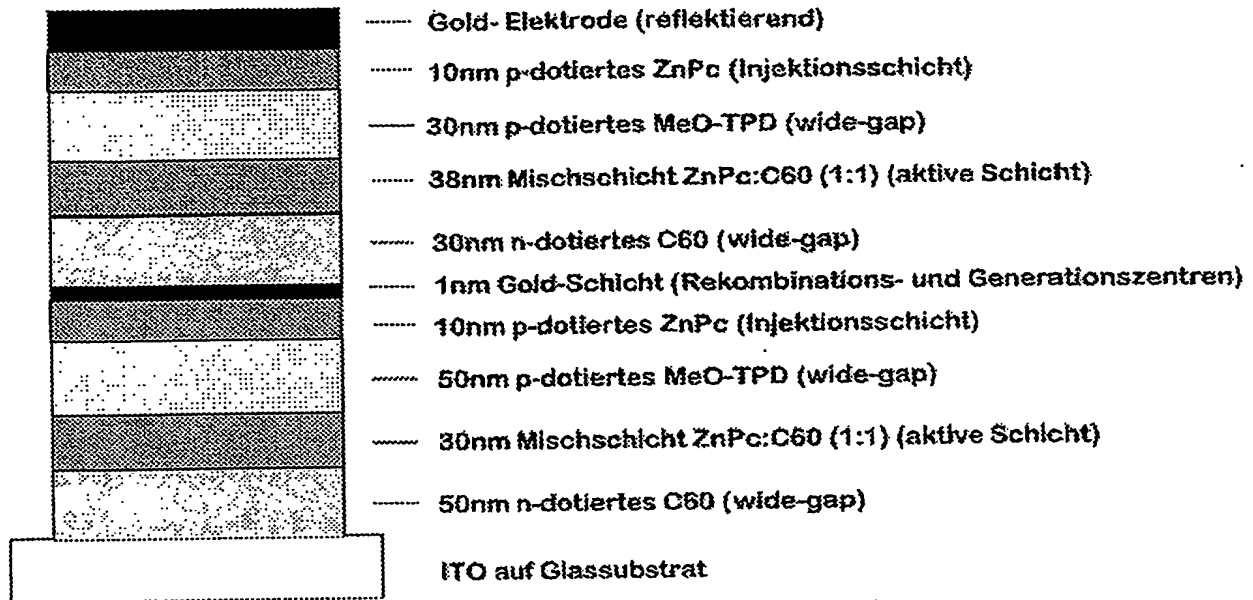 Gold- Elektrode (reflektierend)
10nm p-dotiertes ZnPc (Injektionsschicht)
30nm p-dotiertes MeO-TPD (wide-gap)
38nm Mischschicht ZnPc:C60 (1:1) (aktive Schicht)
30nm n-dotiertes C60 (wide-gap)
1nm Gold-Schicht (Rekombinations- und Generationszentren)
10nm p-dotiertes ZnPc (Injektionsschicht)
50nm p-dotiertes MeO-TPD (wide-gap)
30nm Mischschicht ZnPc:C60 (1:1) (aktive Schicht)
50nm n-dotiertes C60 (wide-gap)
ITO auf Glassubstrat